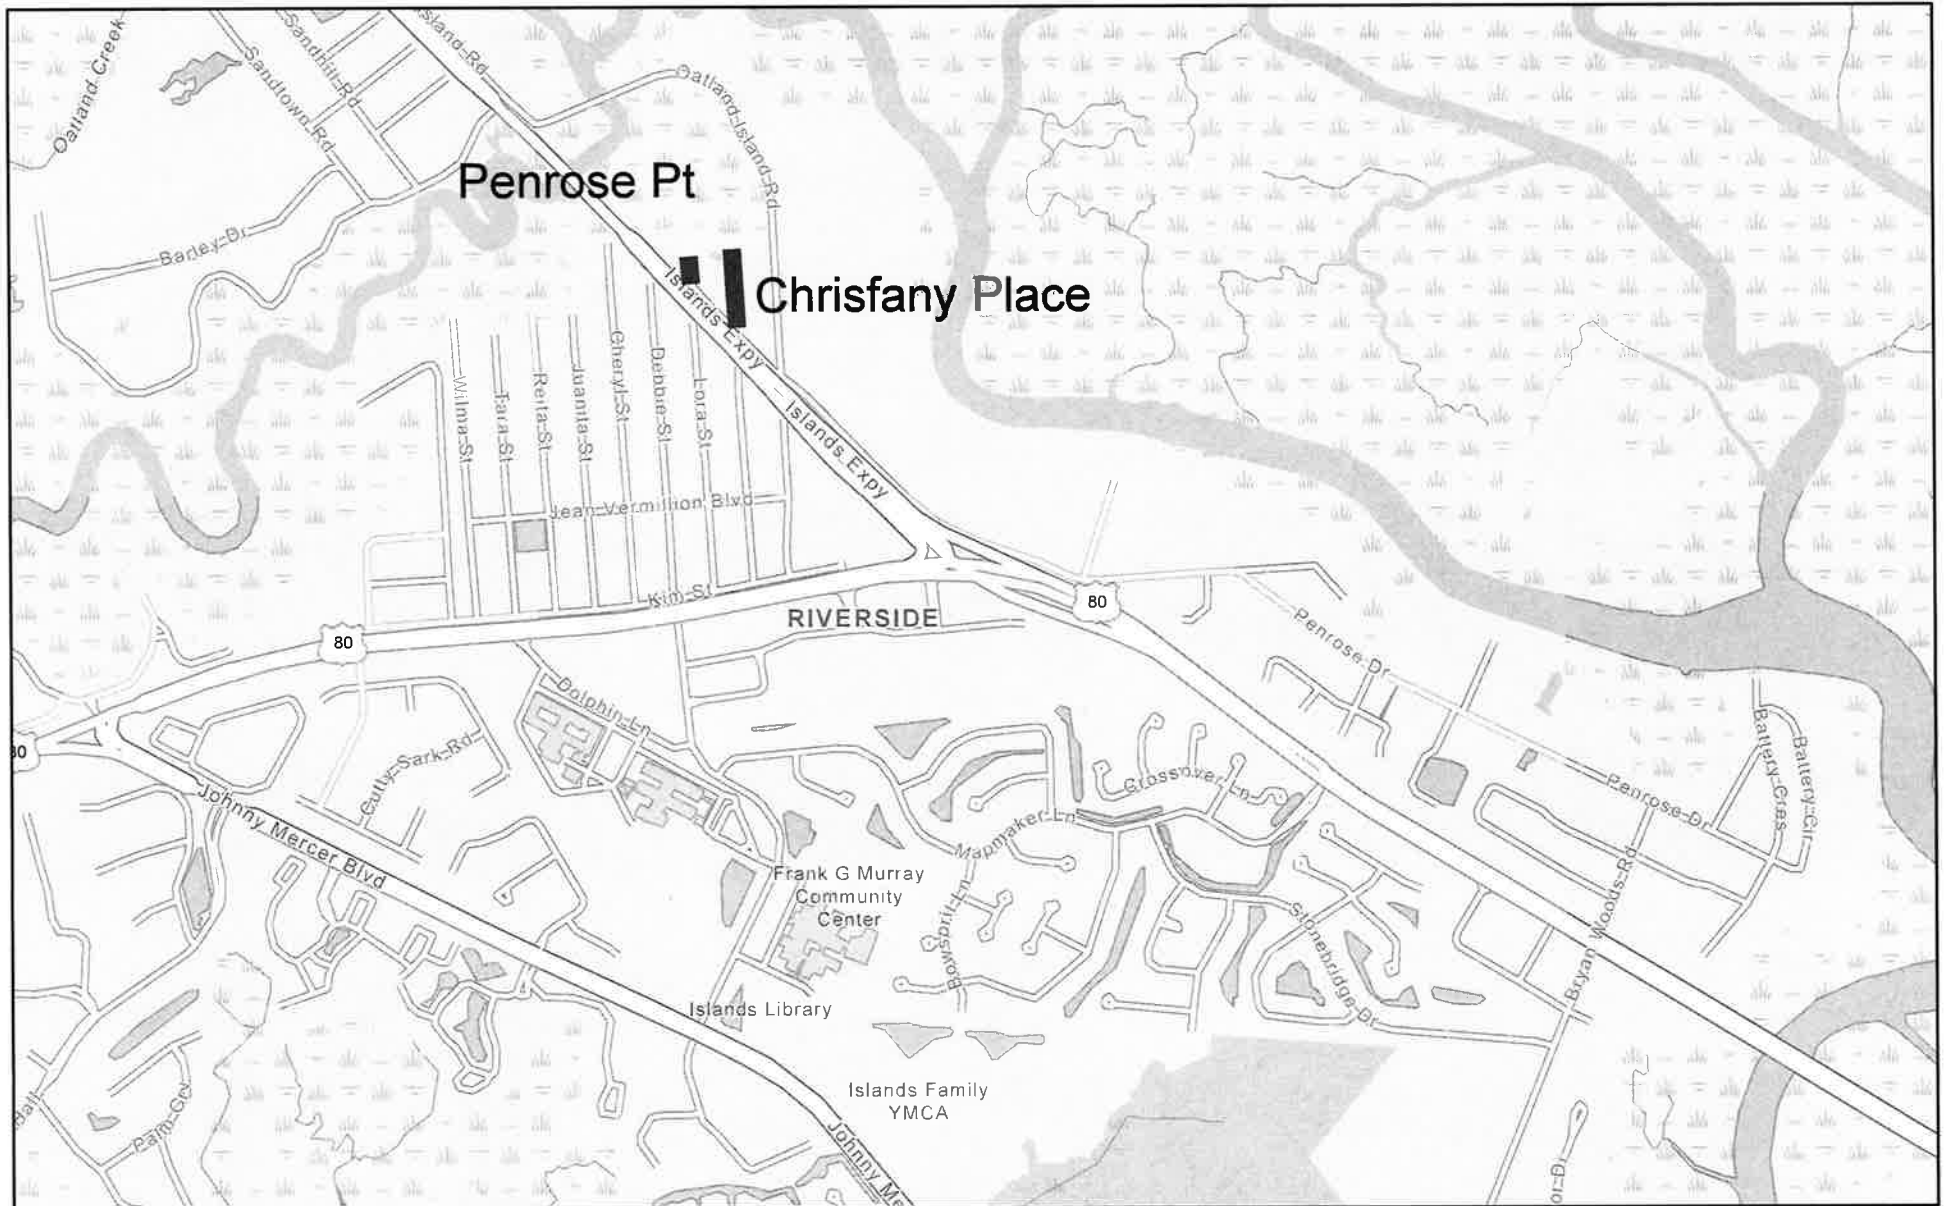 Oatland Creek
Sandhill-Rd
Sandtown-Rd
Island-Rd
Oatland-Island-Rd
Penrose Pt
Barley-Dr
Chrisfany Place
Islands-Expy
Islands Expy
Wilma-St
Tara-St
Reita-St
Juanita-St
Cheryl-St
Debbie-St
Lora-St
Jean-Vermillion Blvd
Kim-St
RIVERSIDE
80
80
80
Penrose-Dr
Dolphin-Ln
Cutty-Sark-Rd
Crossover-Ln
Mapmaker-Ln
Penrose-Dr
Battery-Cres
Battery-Cir
Johnny Mercer Blvd
Frank G Murray
Community
Center
Bowsprit-Ln
Stonebridge-Dr
Bryan Woods-Rd
Islands Library
Islands Family
YMCA
Palm-Grv
Johnny Me